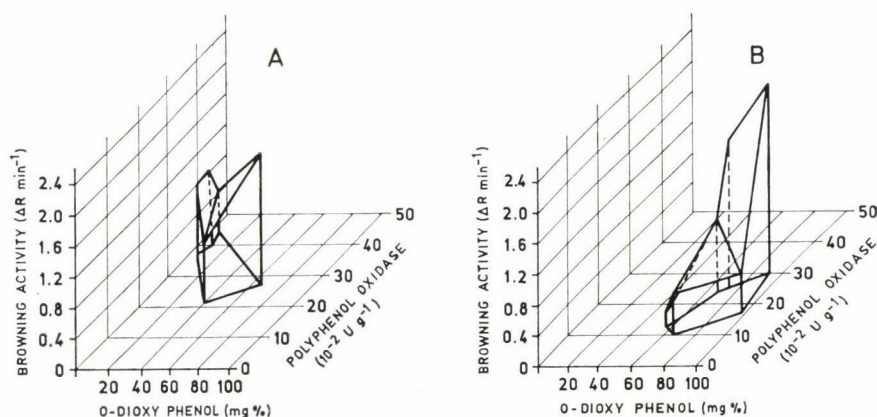 A
BROWNING ACTIVITY (ΔR min⁻¹)
2.4
2.0
1.6
1.2
0.8
0.4
0
20 40 60 80 100
O-DIOXY PHENOL (mg %)
0
10
20
30
40
50
POLYPHENOL OXIDASE
(10⁻² U g⁻¹)
B
BROWNING ACTIVITY (ΔR min⁻¹)
2.4
2.0
1.6
1.2
0.8
0.4
0
20 40 60 80 100
O-DIOXY PHENOL (mg %)
0
10
20
30
40
50
POLYPHENOL OXIDASE
(10⁻² U g⁻¹)